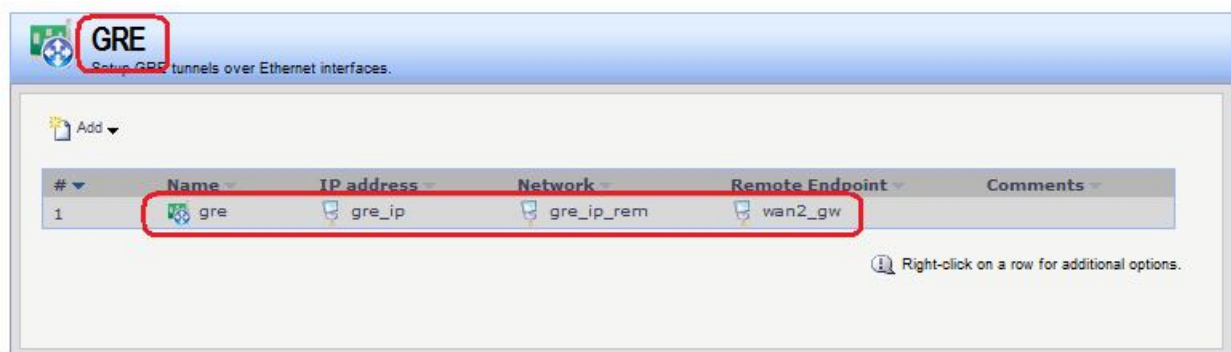 GRE
Setup GRE tunnels over Ethernet interfaces.
Add
# Name IP address Network Remote Endpoint Comments
1 gre gre_ip gre_ip_rem wan2_gw
Right-click on a row for additional options.